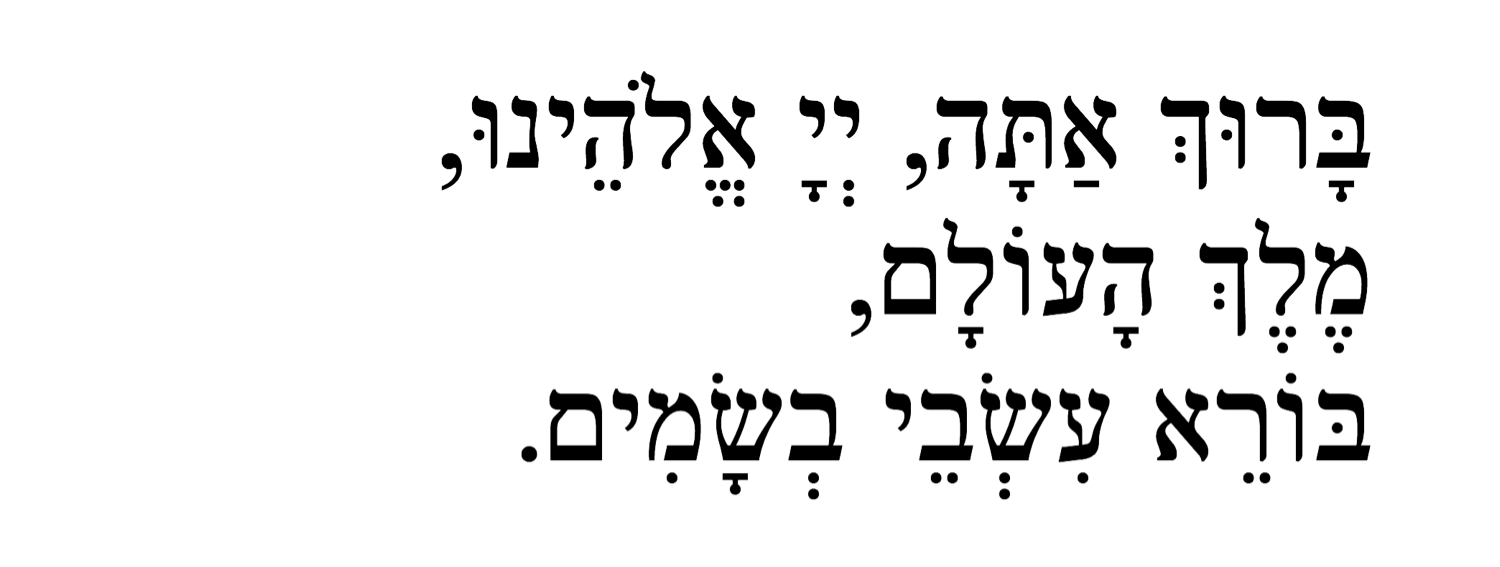 בָּרוּךְ אַתָּה, יְיָ אֱלֹהֵינוּ,
מֶלֶךְ הָעוֹלָם,
בּוֹרֵא עִשְׂבֵי בְשָׂמִים.